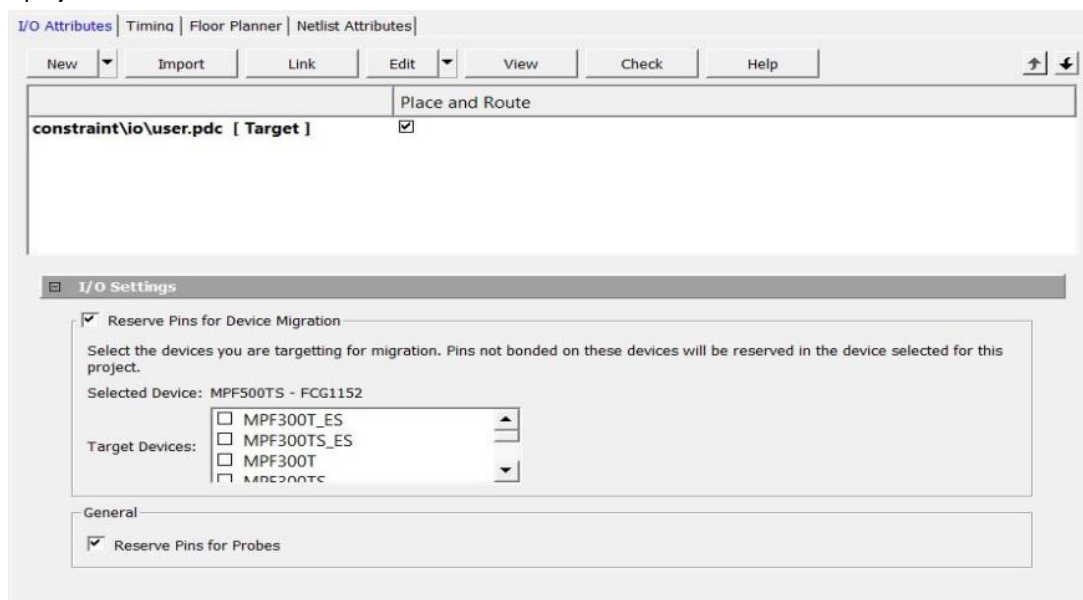 I/O Attributes Timing Floor Planner Netlist Attributes
New Import Link Edit View Check Help
Place and Route
constraint\io\user.pdc [ Target ]
I/O Settings
Reserve Pins for Device Migration
Select the devices you are targetting for migration. Pins not bonded on these devices will be reserved in the device selected for this
project.
Selected Device: MPF500TS - FCG1152
MPF300T_ES
MPF300TS_ES
Target Devices:
MPF300T
MPF300TS
General
Reserve Pins for Probes